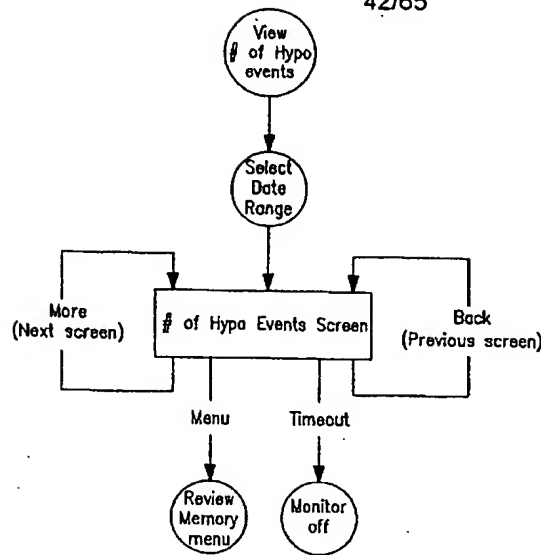 42/65
View
# of Hypo
events
Select
Date
Range
More
(Next screen)
# of Hypo Events Screen
Back
(Previous screen)
Menu
Timeout
Review
Memory
menu
Monitor
off